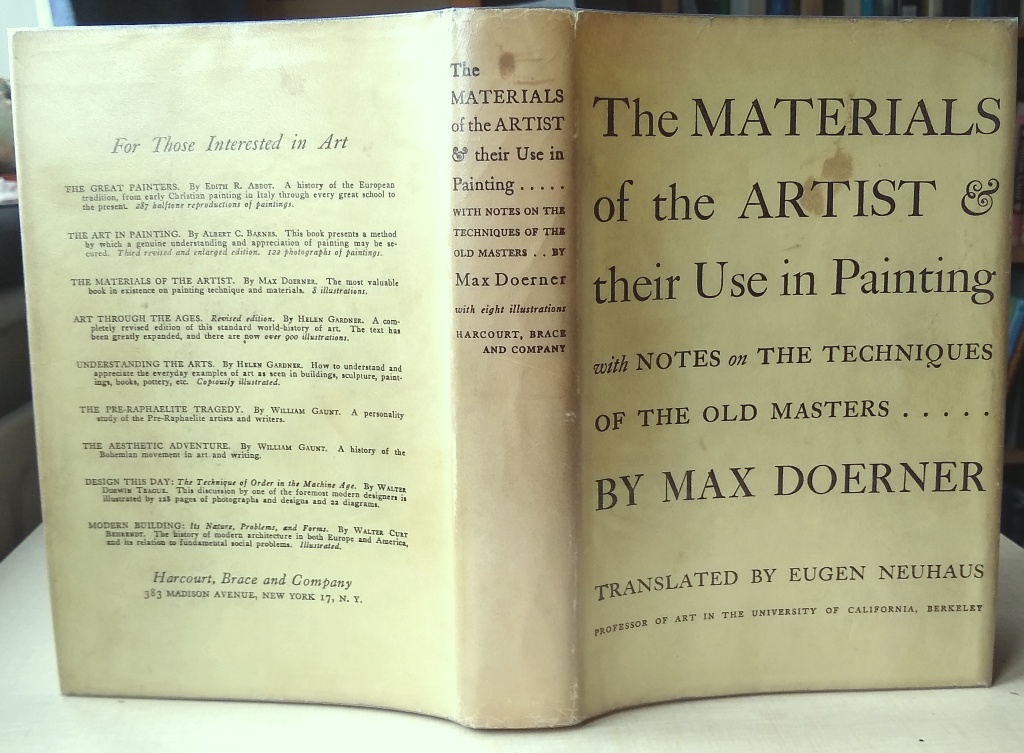 For Those Interested in Art
THE GREAT PAINTERS. By Edith R. Abbot. A history of the European
tradition, from early Christian painting in Italy through every great school to
the present. 287 halftone reproductions of paintings.
THE ART IN PAINTING. By Albert C. Barnes. This book presents a method
by which a genuine understanding and appreciation of painting may be se-
cured. Third revised and enlarged edition. 122 photographs of paintings.
THE MATERIALS OF THE ARTIST. By Max Doerner. The most valuable
book in existence on painting technique and materials. 8 illustrations.
ART THROUGH THE AGES. Revised edition. By Helen Gardner. A com-
pletely revised edition of this standard world-history of art. The text has
been greatly expanded, and there are now over 900 illustrations.
UNDERSTANDING THE ARTS. By Helen Gardner. How to understand and
appreciate the everyday examples of art as seen in buildings, sculpture, paint-
ings, books, pottery, etc. Copiously illustrated.
THE PRE-RAPHAELITE TRAGEDY. By William Gaunt. A personality
study of the Pre-Raphaelite artists and writers.
THE AESTHETIC ADVENTURE. By William Gaunt. A history of the
Bohemian movement in art and writing.
DESIGN THIS DAY: The Technique of Order in the Machine Age. By Walter
Dorwin Teague. This discussion by one of the foremost modern designers is
illustrated by 128 pages of photographs and designs and 22 diagrams.
MODERN BUILDING: Its Nature, Problems, and Forms. By Walter Curt
Behrendt. The history of modern architecture in both Europe and America,
and its relation to fundamental social problems. Illustrated.
Harcourt, Brace and Company
383 MADISON AVENUE, NEW YORK 17, N. Y.
The
MATERIALS
of the ARTIST
& their Use in
Painting . . . . .
WITH NOTES ON THE
TECHNIQUES OF THE
OLD MASTERS . . BY
Max Doerner
with eight illustrations
HARCOURT, BRACE
AND COMPANY
The MATERIALS
of the ARTIST &
their Use in Painting
with NOTES on THE TECHNIQUES
OF THE OLD MASTERS . . . . .
BY MAX DOERNER
TRANSLATED BY EUGEN NEUHAUS
PROFESSOR OF ART IN THE UNIVERSITY OF CALIFORNIA, BERKELEY